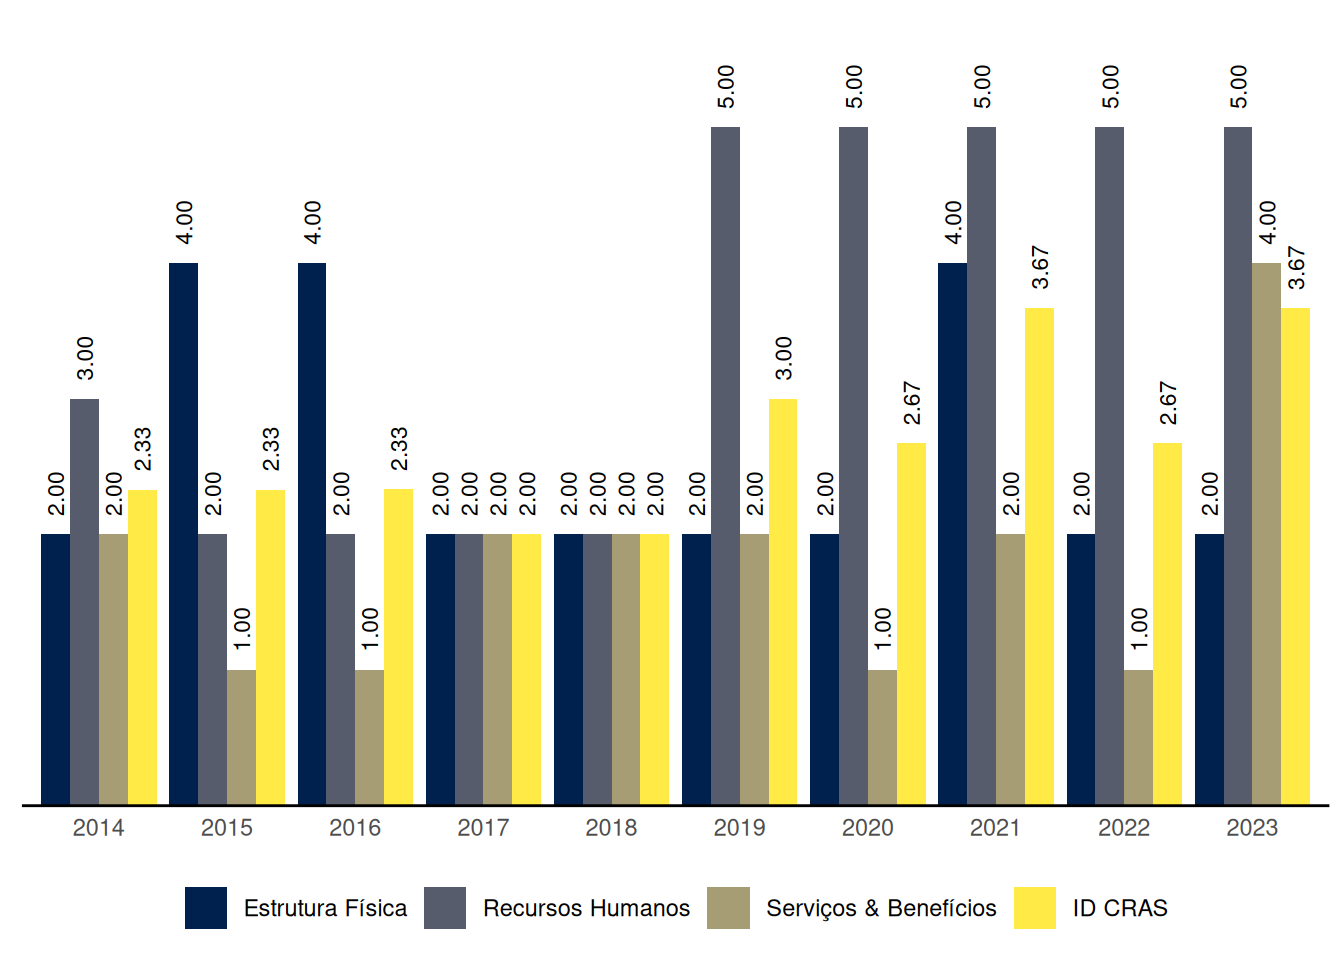 2.00 3.00 2.00 2.33
4.00 2.00 1.00 2.33
4.00 2.00 1.00 2.33
2.00 2.00 2.00 2.00
2.00 2.00 2.00 2.00
2.00 5.00 2.00 3.00
2.00 5.00 1.00 2.67
4.00 5.00 2.00 3.67
2.00 5.00 1.00 2.67
2.00 5.00 4.00 3.67
2014 2015 2016 2017 2018 2019 2020 2021 2022 2023
Estrutura Física Recursos Humanos Serviços & Benefícios ID CRAS